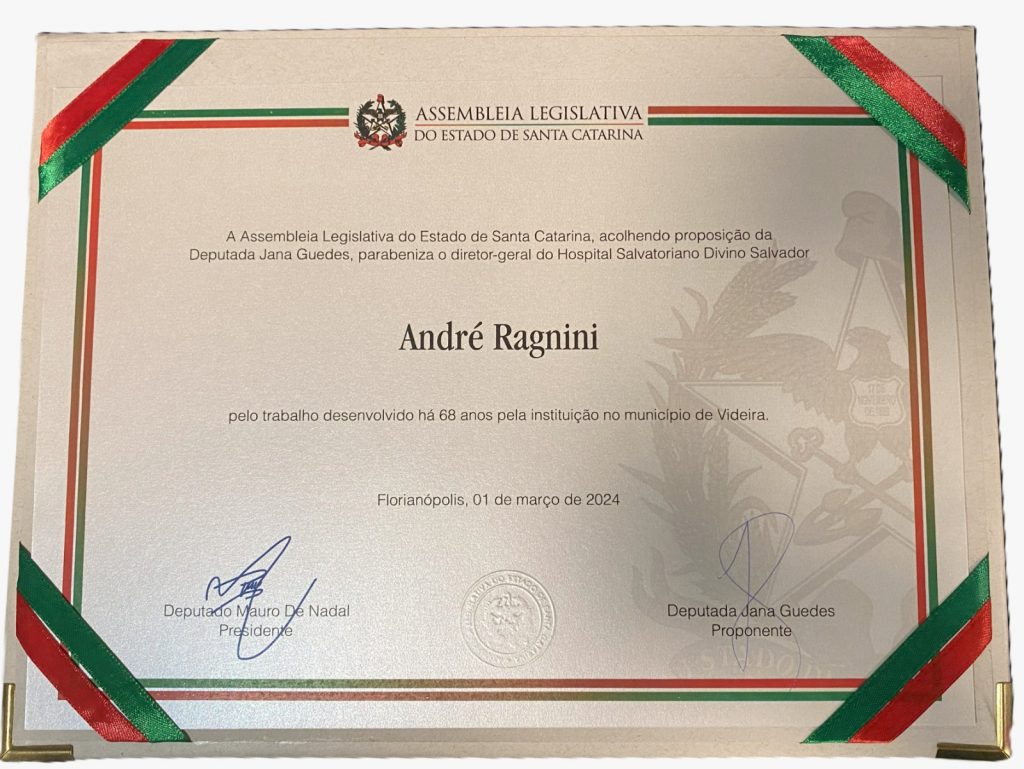 ASSEMBLEIA LEGISLATIVA
DO ESTADO DE SANTA CATARINA
A Assembleia Legislativa do Estado de Santa Catarina, acolhendo proposição da
Deputada Jana Guedes, parabeniza o diretor-geral do Hospital Salvatoriano Divino Salvador
André Ragnini
pelo trabalho desenvolvido há 68 anos pela instituição no município de Videira.
Florianópolis, 01 de março de 2024
Deputado Mauro De Nadal
Presidente
Deputada Jana Guedes
Proponente
17 DE
NOVEMBRO